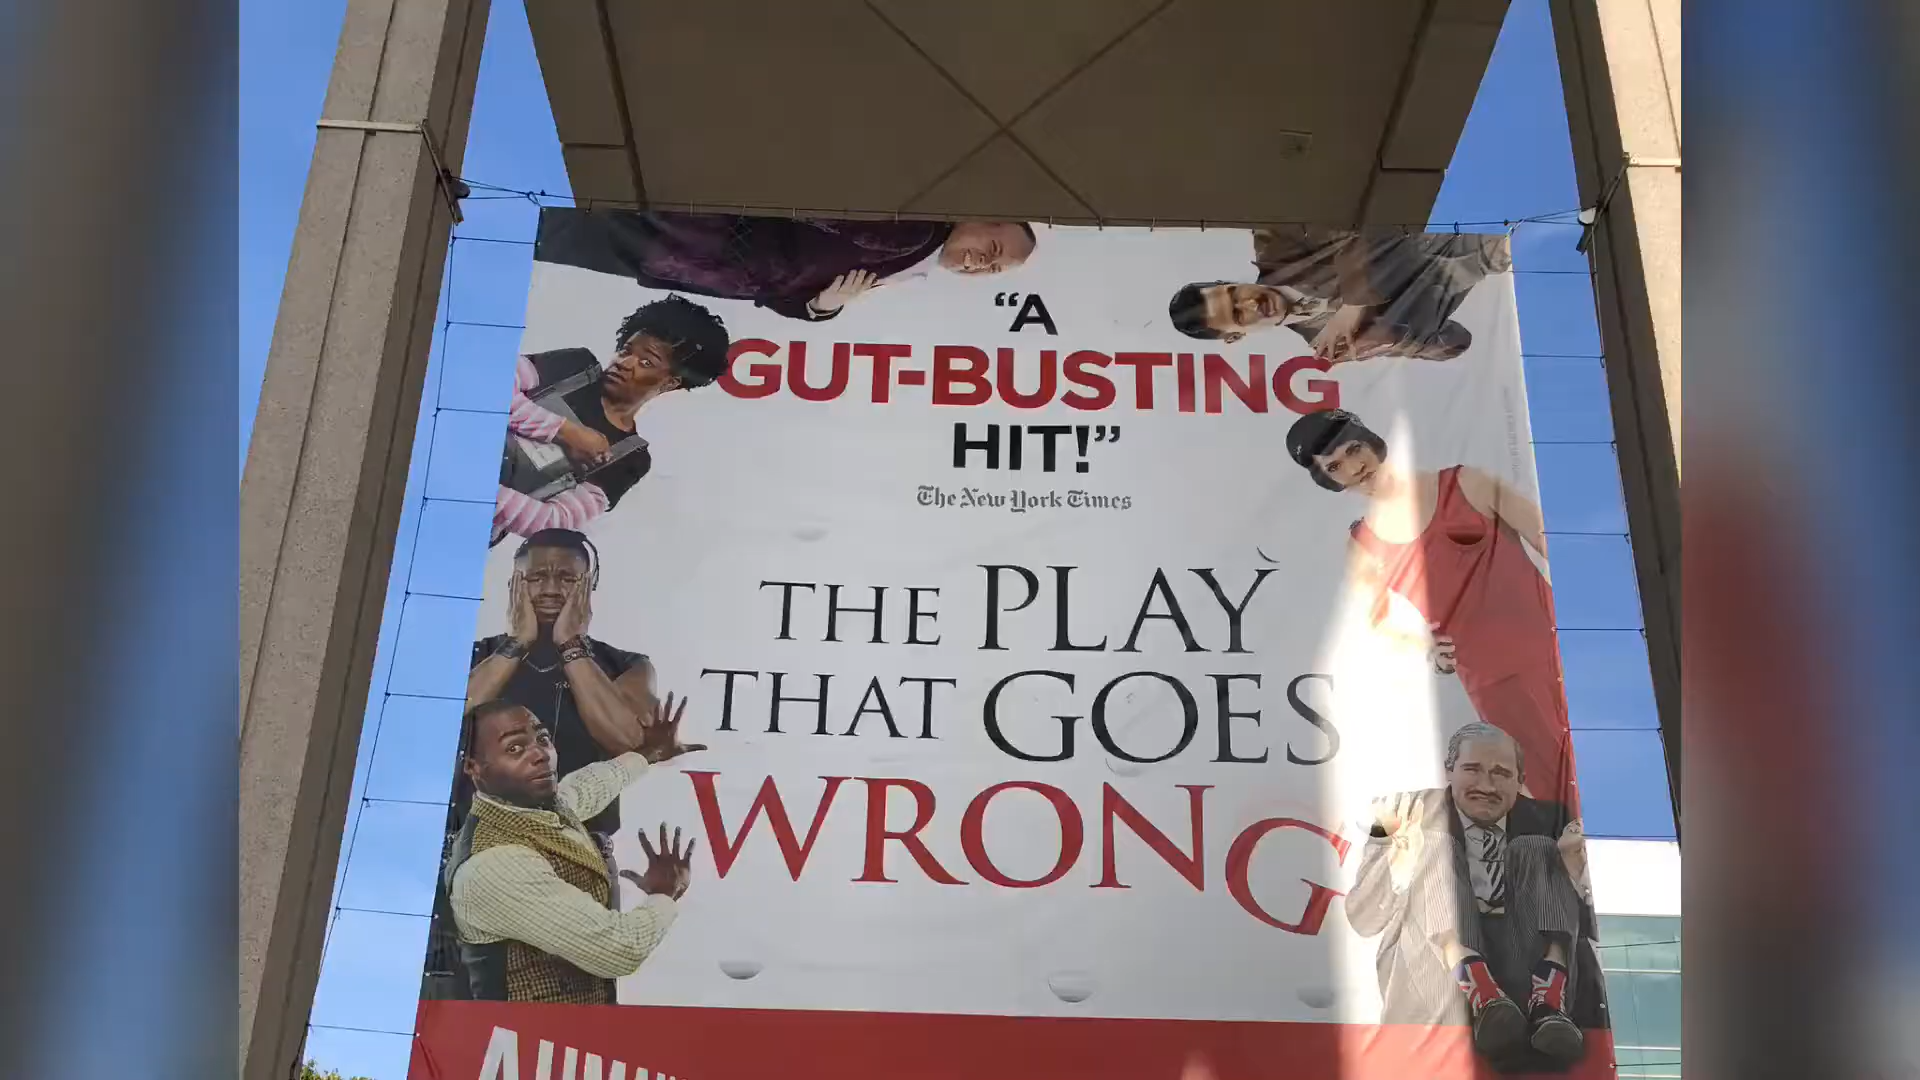 “A
GUT-BUSTING
HIT!”
The New York Times
THE PLAY
THAT GOES
WRONG